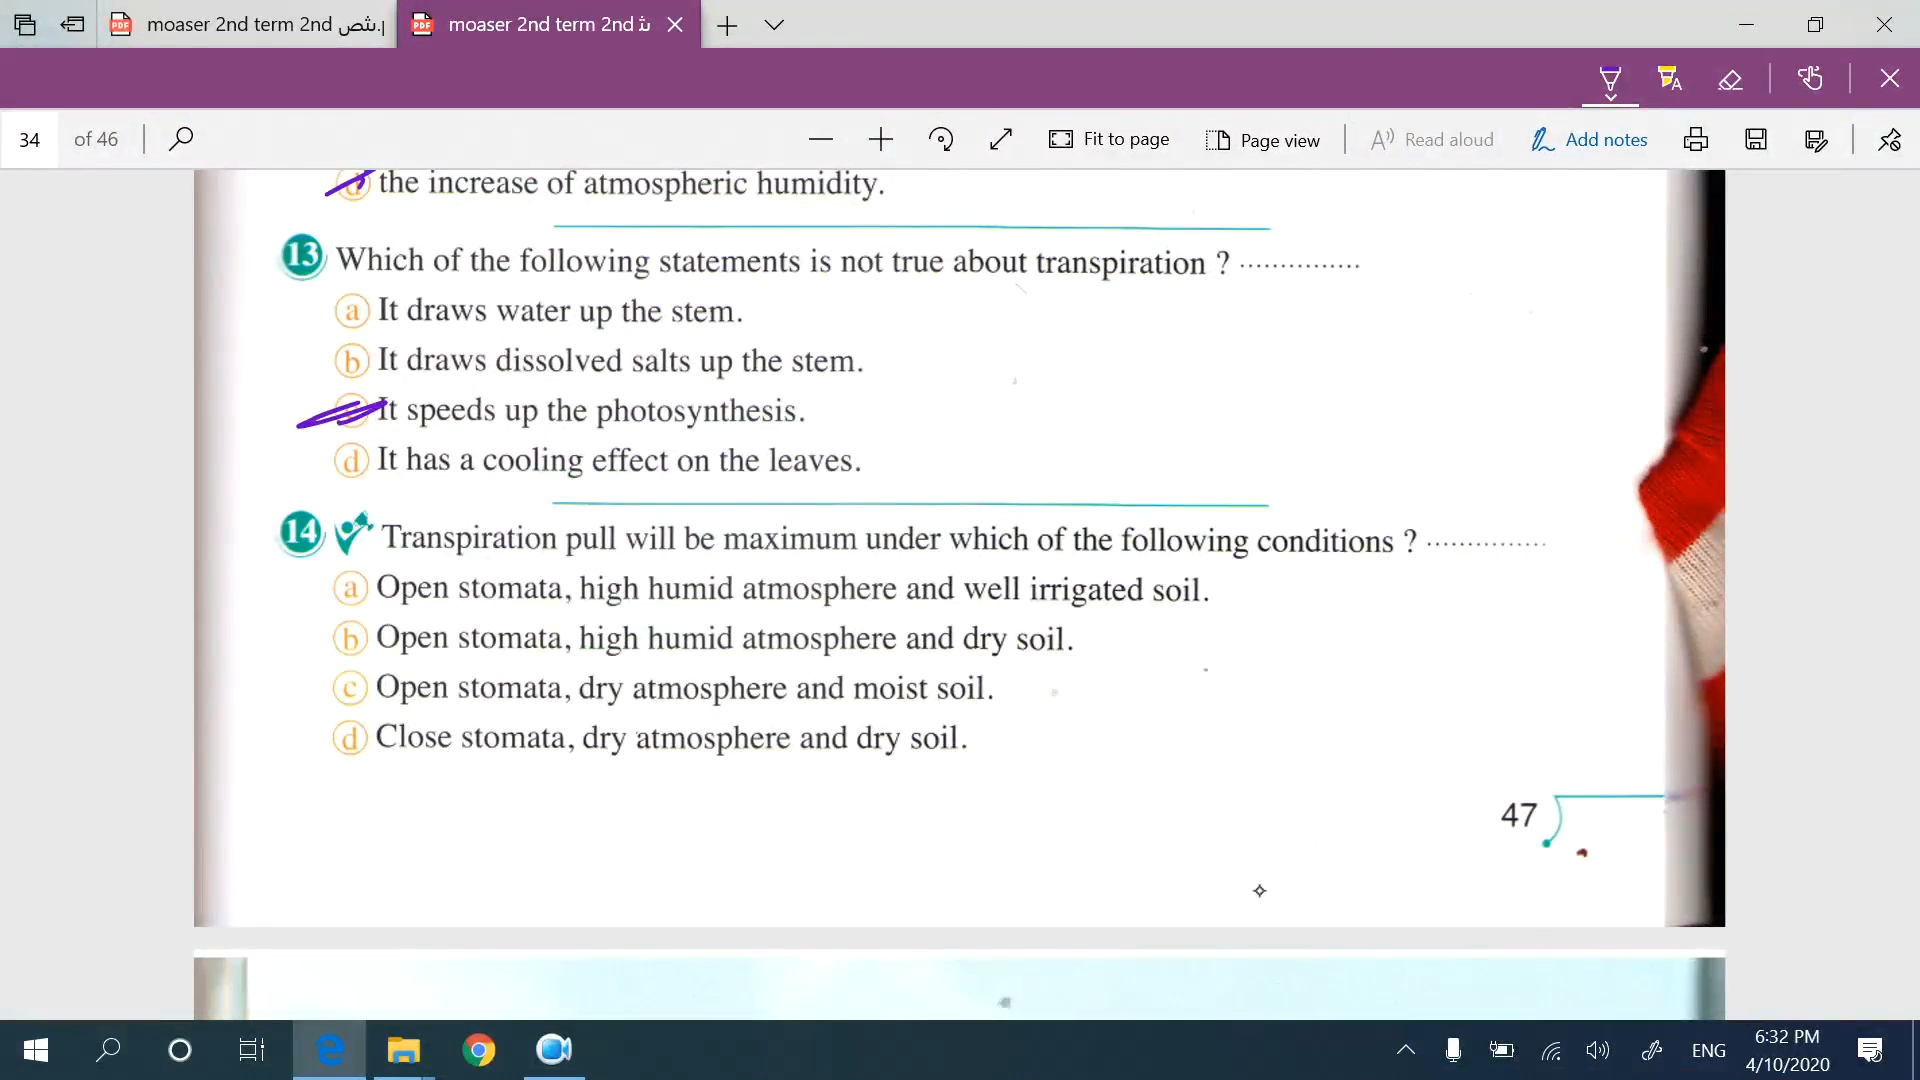 moaser 2nd term 2nd نثص.p
moaser 2nd term 2nd
34 of 46 Fit to page Page view Read aloud Add notes
the increase of atmospheric humidity.
13 Which of the following statements is not true about transpiration ? ...............
a It draws water up the stem.
b It draws dissolved salts up the stem.
It speeds up the photosynthesis.
d It has a cooling effect on the leaves.
14 Transpiration pull will be maximum under which of the following conditions ? ...............
a Open stomata, high humid atmosphere and well irrigated soil.
b Open stomata, high humid atmosphere and dry soil.
c Open stomata, dry atmosphere and moist soil.
d Close stomata, dry atmosphere and dry soil.
47
ENG
6:32 PM
4/10/2020